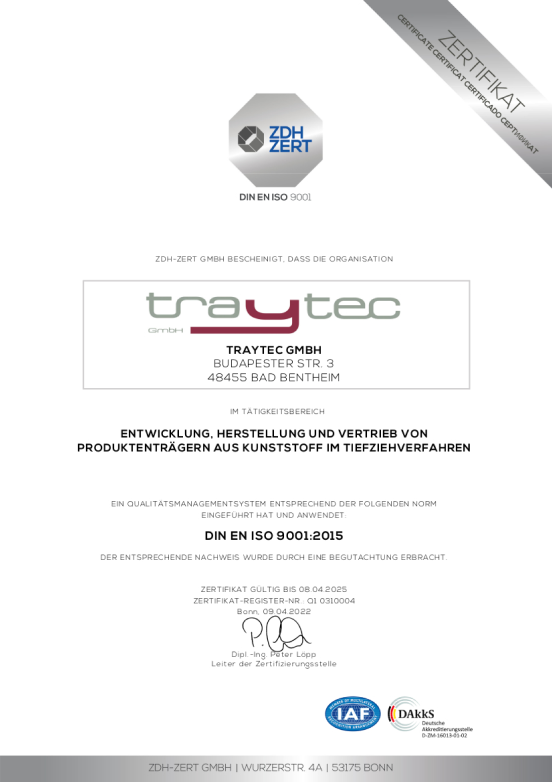 ZERTIFIKAT
CERTIFICATE CERTIFICAT CERTIFICADO СЕРТИФИКАТ
ZDH
ZERT
DIN EN ISO 9001
ZDH-ZERT GMBH BESCHEINIGT, DASS DIE ORGANISATION
traytec
GmbH
TRAYTEC GMBH
BUDAPESTER STR. 3
48455 BAD BENTHEIM
IM TÄTIGKEITSBEREICH
ENTWICKLUNG, HERSTELLUNG UND VERTRIEB VON
PRODUKTENTRÄGERN AUS KUNSTSTOFF IM TIEFZIEHVERFAHREN
EIN QUALITÄTSMANAGEMENTSYSTEM ENTSPRECHEND DER FOLGENDEN NORM
EINGEFÜHRT HAT UND ANWENDET.
DIN EN ISO 9001:2015
DER ENTSPRECHENDE NACHWEIS WURDE DURCH EINE BEGUTACHTUNG ERBRACHT.
ZERTIFIKAT GÜLTIG BIS 08.04.2025
ZERTIFIKAT-REGISTER-NR.: Q1 0310004
Bonn, 09.04.2022
Dipl.-Ing. Peter Löpp
Leiter der Zertifizierungsstelle
IAF
DAkkS
Deutsche
Akkreditierungsstelle
D-ZM-16013-01-02
ZDH-ZERT GMBH | WURZERSTR. 4A | 53175 BONN